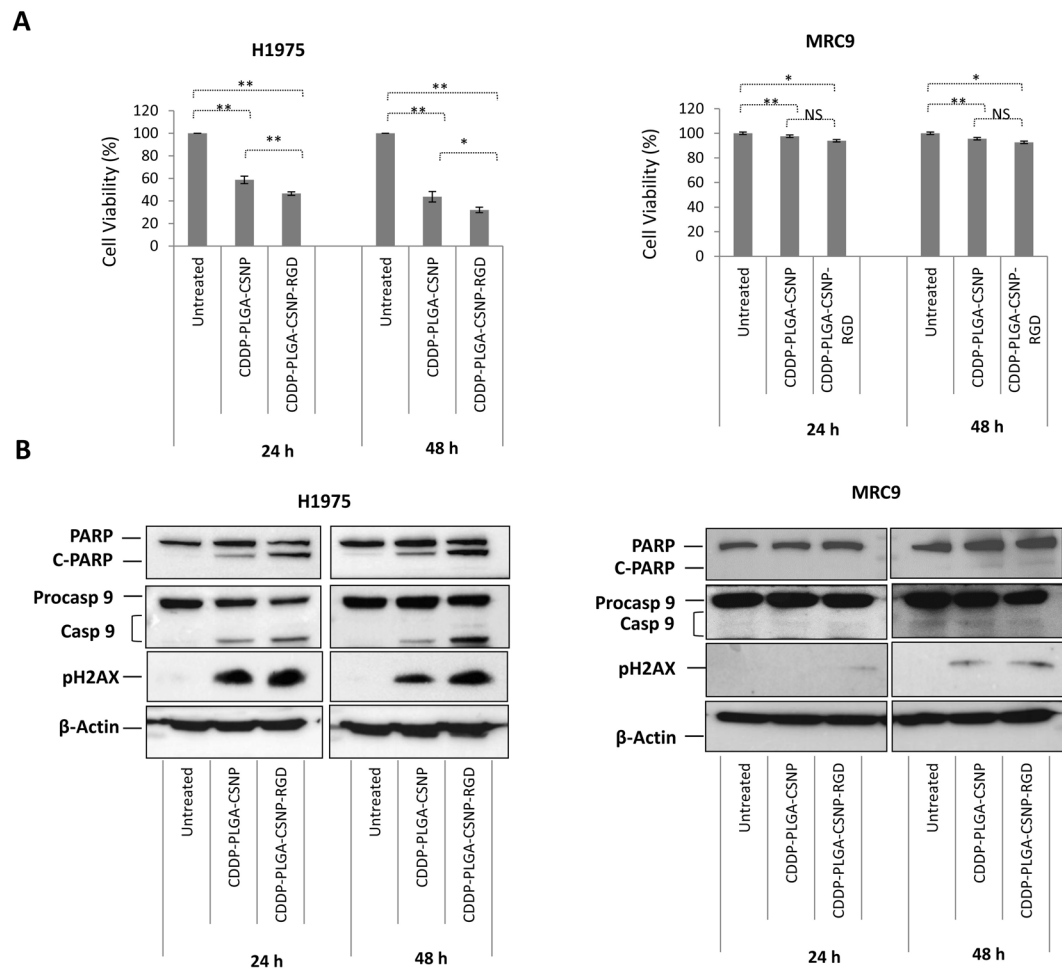 A
H1975
**
**
**
**
**
*
Cell Viability (%)
120
100
80
60
40
20
0
Untreated
CDDP-PLGA-CSNP
CDDP-PLGA-CSNP-RGD
Untreated
CDDP-PLGA-CSNP
CDDP-PLGA-CSNP-RGD
24 h
48 h
MRC9
*
**
NS
*
**
NS
Cell Viability (%)
120
100
80
60
40
20
0
Untreated
CDDP-PLGA-CSNP
CDDP-PLGA-CSNP-
RGD
Untreated
CDDP-PLGA-CSNP
CDDP-PLGA-CSNP-
RGD
24 h
48 h
B
H1975
PARP
C-PARP
Procasp 9
Casp 9
pH2AX
β-Actin
Untreated
CDDP-PLGA-CSNP
CDDP-PLGA-CSNP-RGD
Untreated
CDDP-PLGA-CSNP
CDDP-PLGA-CSNP-RGD
24 h
48 h
MRC9
PARP
C-PARP
Procasp 9
Casp 9
pH2AX
β-Actin
Untreated
CDDP-PLGA-CSNP
CDDP-PLGA-CSNP-RGD
Untreated
CDDP-PLGA-CSNP
CDDP-PLGA-CSNP-RGD
24 h
48 h